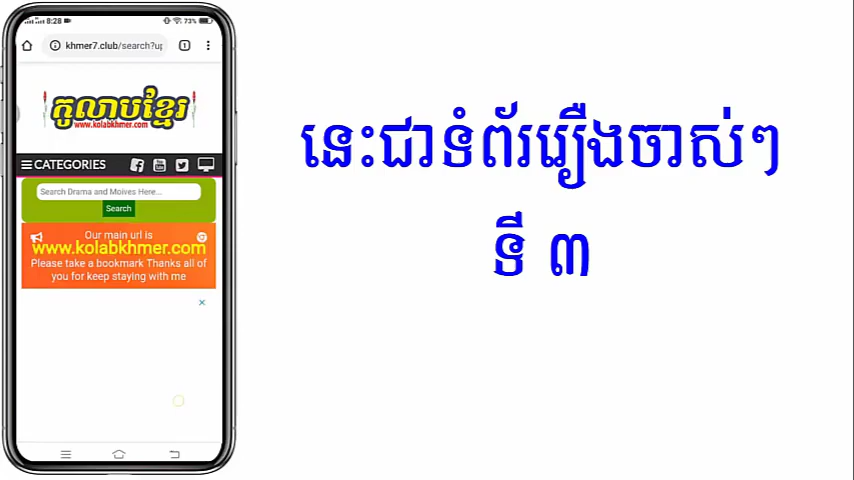 8:28
73%
khmer7.club/search?up
1
កូលាបខ្មែរ
www.kolabkhmer.com
CATEGORIES
Search Drama and Moives Here...
Search
Our main url is
www.kolabkhmer.com
Please take a bookmark Thanks all of
you for keep staying with me
នេះជាទំព័ររឿងចាស់ៗ
ទី ៣